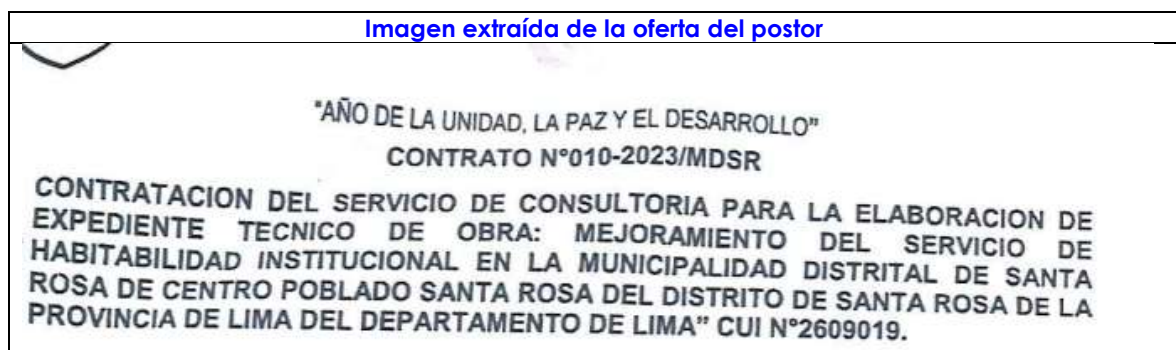 Imagen extraída de la oferta del postor
"AÑO DE LA UNIDAD, LA PAZ Y EL DESARROLLO"
CONTRATO N°010-2023/MDSR
CONTRATACION DEL SERVICIO DE CONSULTORIA PARA LA ELABORACION DE
EXPEDIENTE TECNICO DE OBRA: MEJORAMIENTO DEL SERVICIO DE
HABITABILIDAD INSTITUCIONAL EN LA MUNICIPALIDAD DISTRITAL DE SANTA
ROSA DE CENTRO POBLADO SANTA ROSA DEL DISTRITO DE SANTA ROSA DE LA
PROVINCIA DE LIMA DEL DEPARTAMENTO DE LIMA" CUI N°2609019.